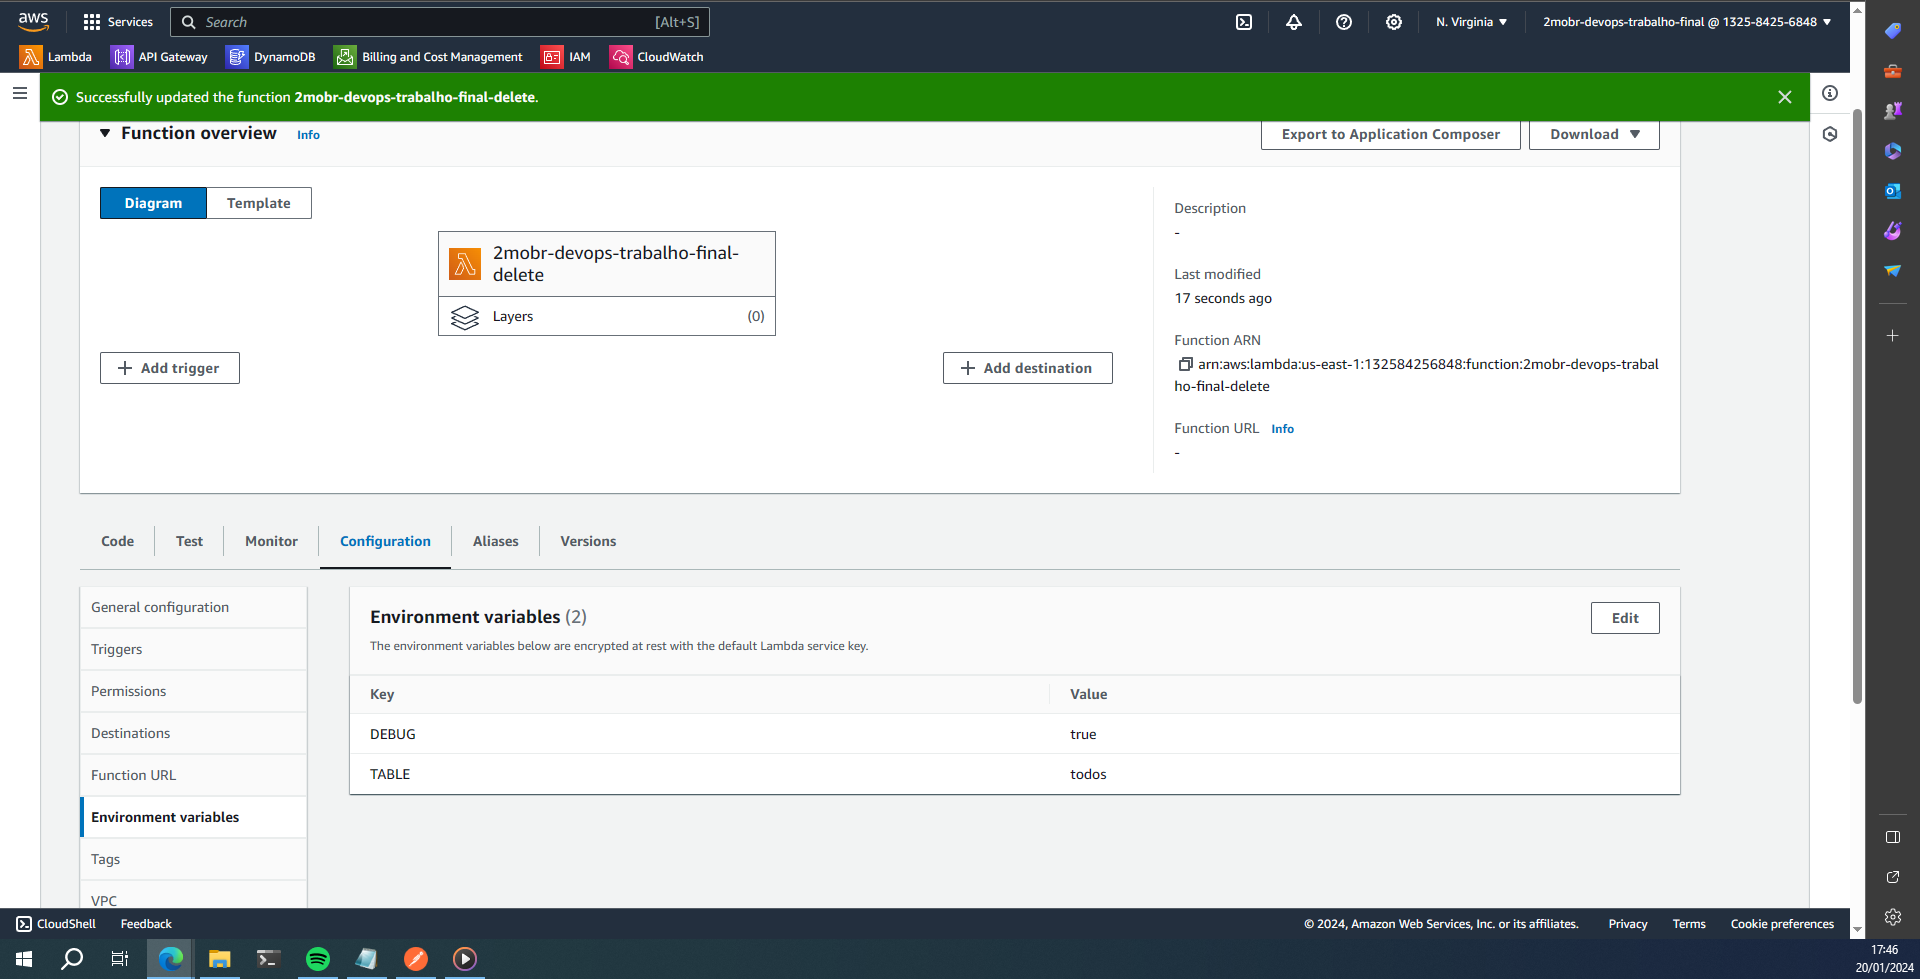 aws
Services
Search
[Alt+S]
N. Virginia
2mobr-devops-trabalho-final @ 1325-8425-6848
Lambda
API Gateway
DynamoDB
Billing and Cost Management
IAM
CloudWatch
Successfully updated the function 2mobr-devops-trabalho-final-delete.
Function overview
Info
Export to Application Composer
Download
Diagram
Template
2mobr-devops-trabalho-final-
delete
Layers
(0)
Add trigger
Add destination
Description
-
Last modified
17 seconds ago
Function ARN
arn:aws:lambda:us-east-1:132584256848:function:2mobr-devops-trabal
ho-final-delete
Function URL
Info
-
Code
Test
Monitor
Configuration
Aliases
Versions
General configuration
Triggers
Permissions
Destinations
Function URL
Environment variables
Tags
VPC
Environment variables (2)
Edit
The environment variables below are encrypted at rest with the default Lambda service key.
Key
Value
DEBUG
true
TABLE
todos
CloudShell
Feedback
© 2024, Amazon Web Services, Inc. or its affiliates.
Privacy
Terms
Cookie preferences
17:46
20/01/2024